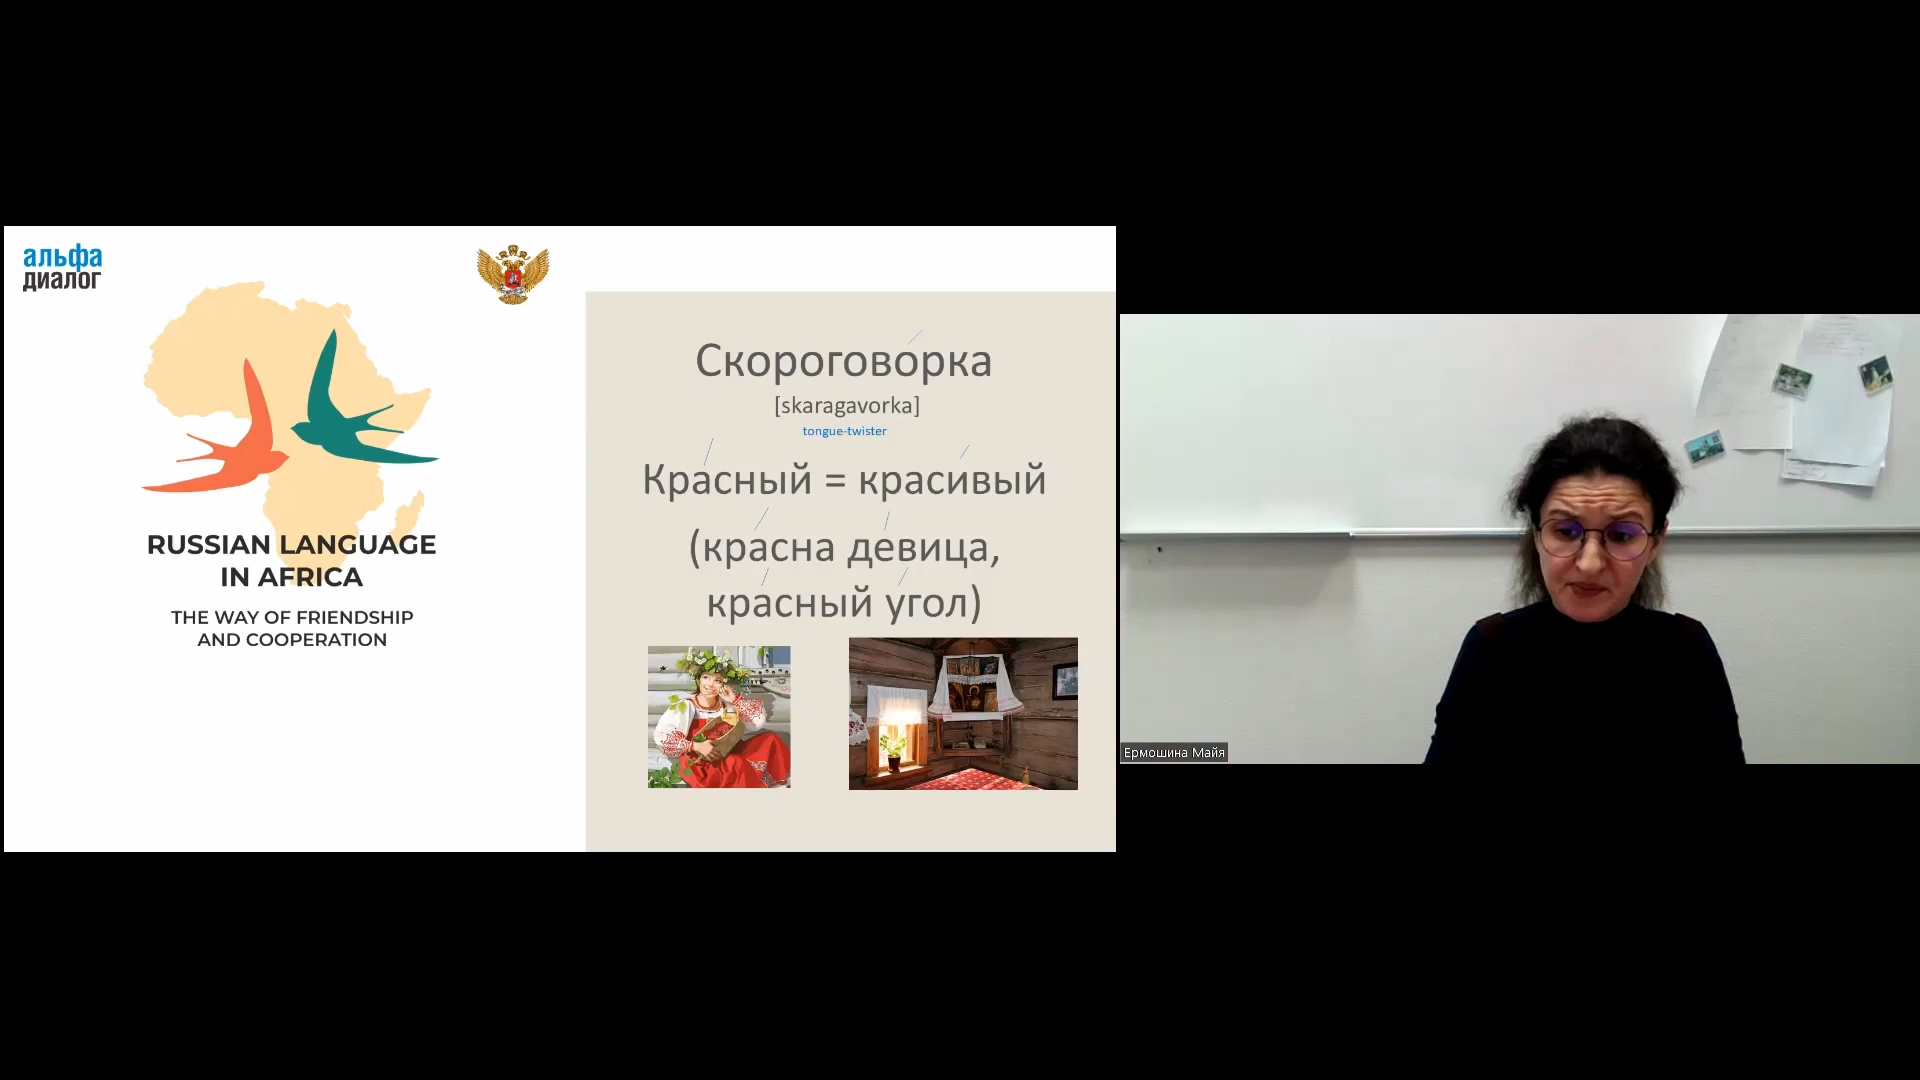 альфа
диалог
RUSSIAN LANGUAGE
IN AFRICA
THE WAY OF FRIENDSHIP
AND COOPERATION
Скороговорка
[skaragavorka]
tongue-twister
Красный = красивый
(красна девица,
красный угол)
Ермошина Майя